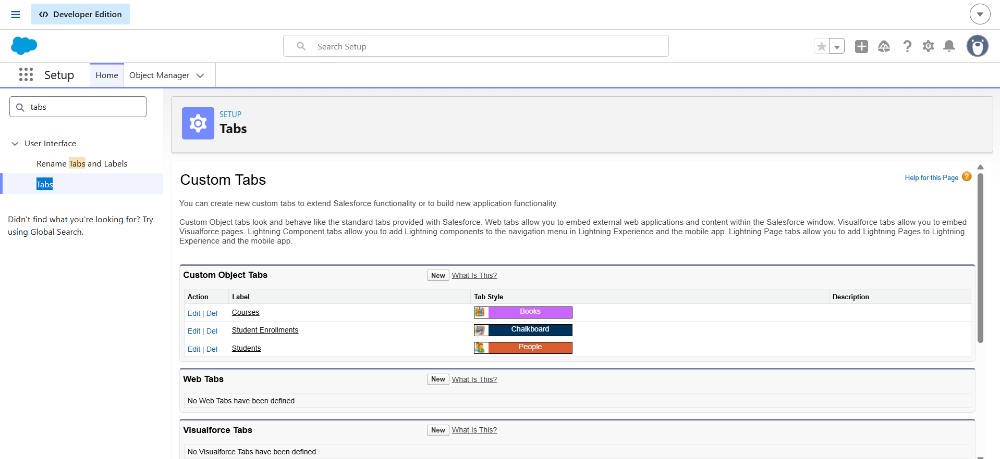 Developer Edition
Search Setup
Setup
Home
Object Manager
tabs
User Interface
Rename Tabs and Labels
Tabs
Didn't find what you're looking for? Try
using Global Search.
SETUP
Tabs
Custom Tabs
Help for this Page ?
You can create new custom tabs to extend Salesforce functionality or to build new application functionality.
Custom Object tabs look and behave like the standard tabs provided with Salesforce. Web tabs allow you to embed external web applications and content within the Salesforce window. Visualforce tabs allow you to embed
Visualforce pages. Lightning Component tabs allow you to add Lightning components to the navigation menu in Lightning Experience and the mobile app. Lightning Page tabs allow you to add Lightning Pages to Lightning
Experience and the mobile app.
Custom Object Tabs New What Is This?
Action Label Tab Style Description
Edit | Del Courses Books
Edit | Del Student Enrollments Chalkboard
Edit | Del Students People
Web Tabs New What Is This?
No Web Tabs have been defined
Visualforce Tabs New What Is This?
No Visualforce Tabs have been defined